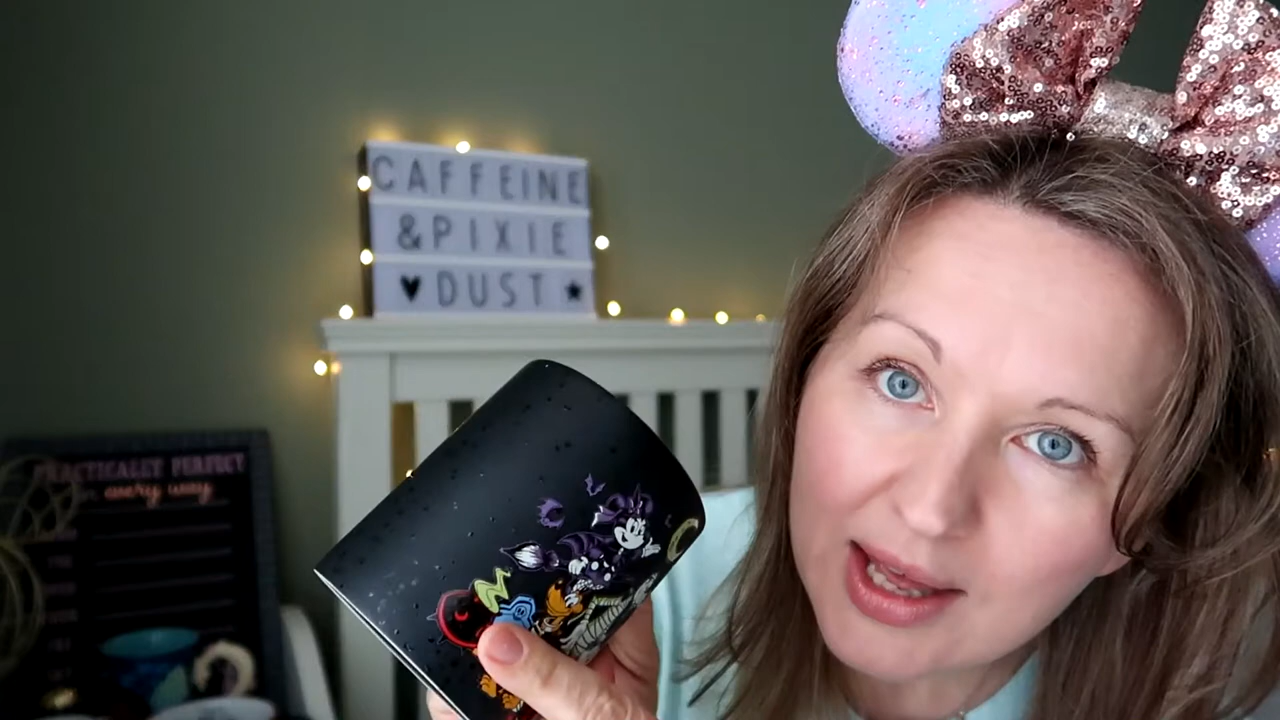 CAFFEINE
&PIXIE
♥DUST★
PRACTICALLY PERFECT
in every way